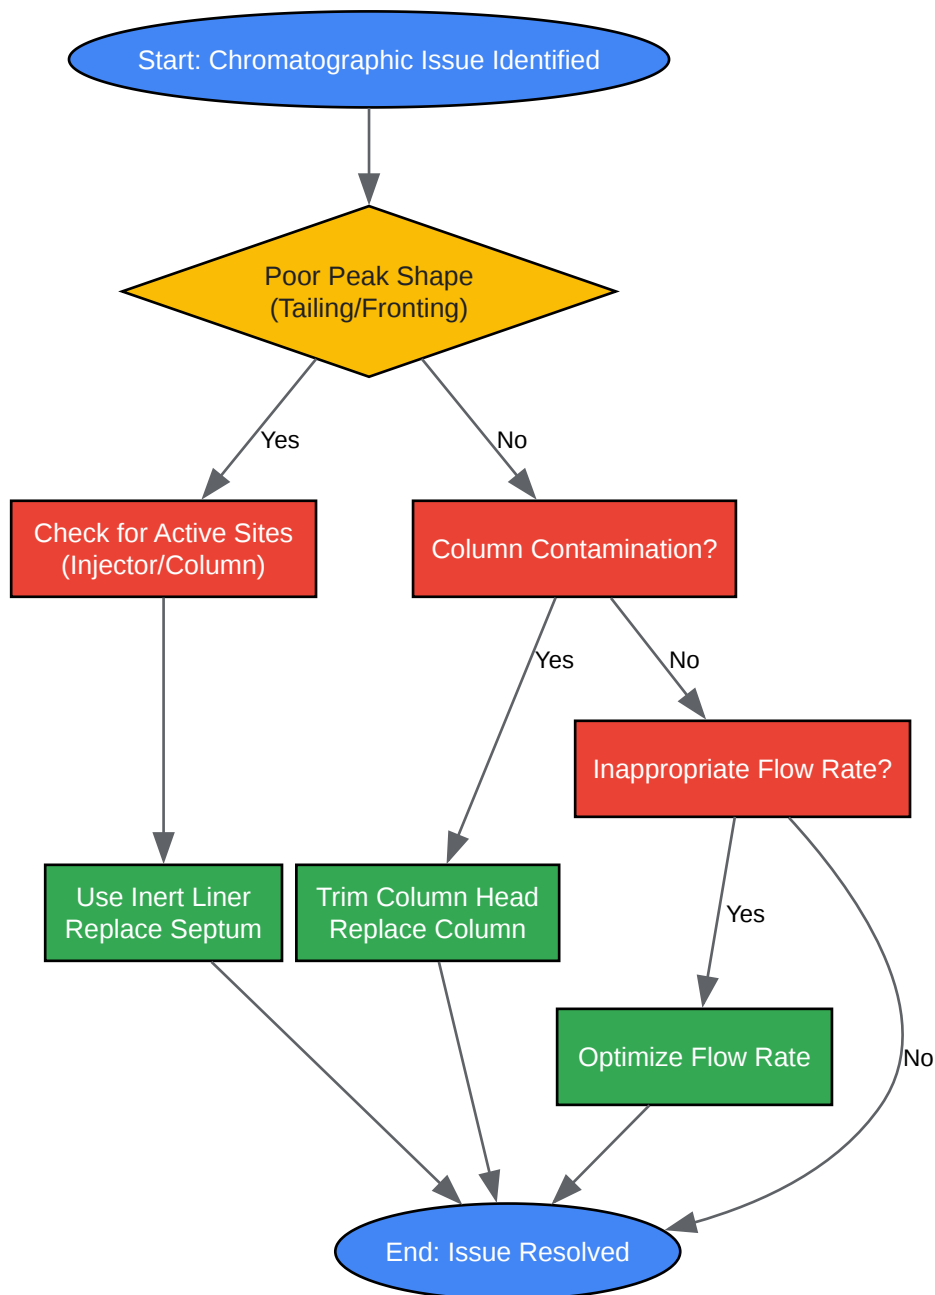 Start: Chromatographic Issue Identified
Poor Peak Shape
(Tailing/Fronting)
Yes
No
Check for Active Sites
(Injector/Column)
Column Contamination?
Yes
No
Inappropriate Flow Rate?
Use Inert Liner
Replace Septum
Trim Column Head
Replace Column
Yes
Optimize Flow Rate
No
End: Issue Resolved